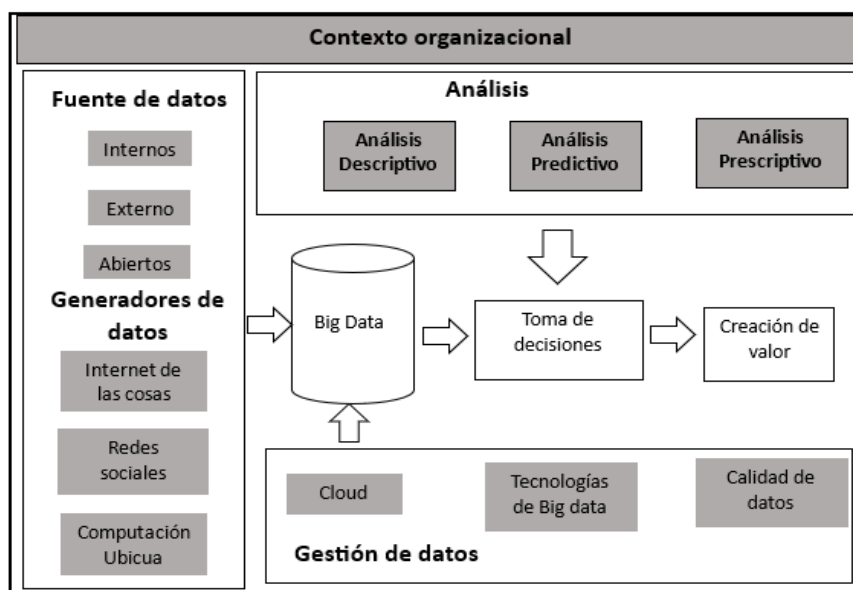 Contexto organizacional
Fuente de datos
Internos
Externo
Abiertos
Generadores de
datos
Internet de
las cosas
Redes
sociales
Computación
Ubicua
Análisis
Análisis
Descriptivo
Análisis
Predictivo
Análisis
Prescriptivo
Big Data
Toma de
decisiones
Creación de
valor
Cloud
Tecnologías
de Big data
Calidad de
datos
Gestión de datos